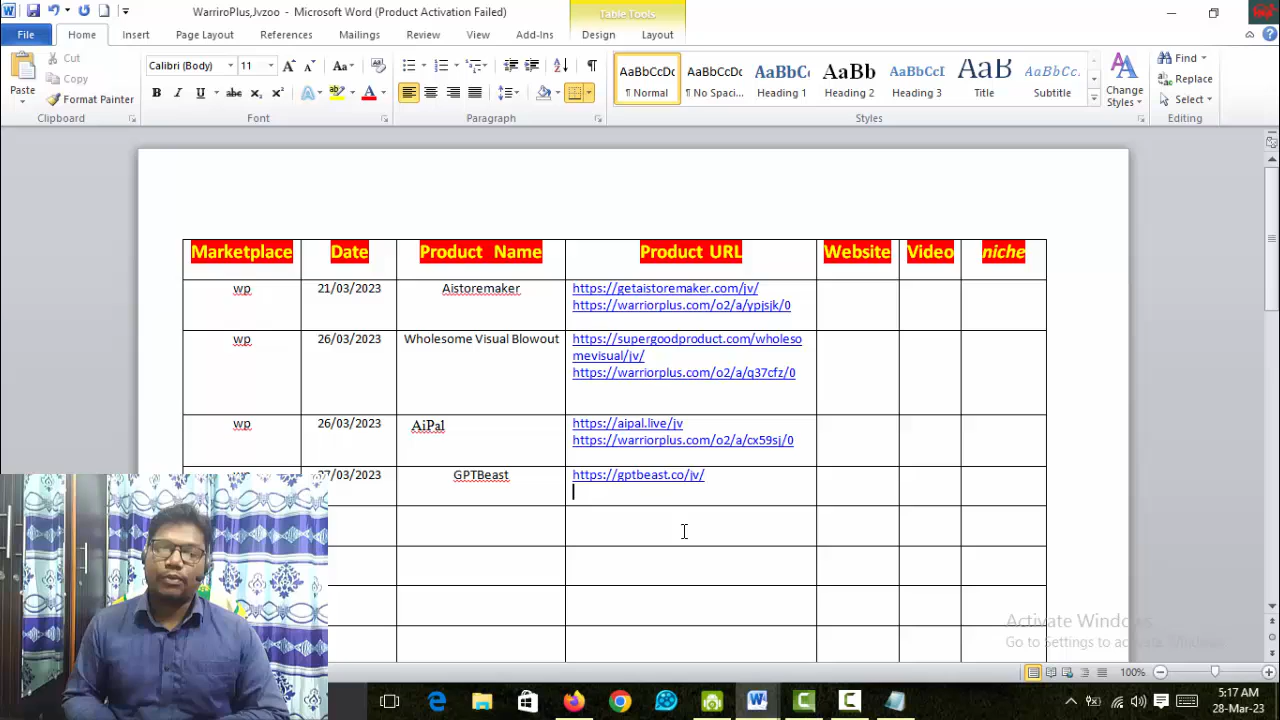 WarriroPlus,Jvzoo - Microsoft Word (Product Activation Failed)
Table Tools
File Home Insert Page Layout References Mailings Review View Add-Ins Design Layout
Paste
Cut
Copy
Format Painter
Clipboard
Calibri (Body) 11
Font
Paragraph
AaBbCcDc AaBbCcDc AaBbC AaBbCc AaBbCcI AaB AaBbCcI
¶ Normal ¶ No Spaci... Heading 1 Heading 2 Heading 3 Title Subtitle
Change Styles
Styles
Find
Replace
Select
Editing
Marketplace Date Product Name Product URL Website Video niche
wp 21/03/2023 Aistoremaker https://getaistoremaker.com/jv/
https://warriorplus.com/o2/a/ypjsjk/0
wp 26/03/2023 Wholesome Visual Blowout https://supergoodproduct.com/wholeso
mevisual/jv/
https://warriorplus.com/o2/a/q37cfz/0
wp 26/03/2023 AiPal https://aipal.live/jv
https://warriorplus.com/o2/a/cx59sj/0
/03/2023 GPTBeast https://gptbeast.co/jv/
Activate Windows
Go to Settings to activate Windows.
100%
5:17 AM
28-Mar-23